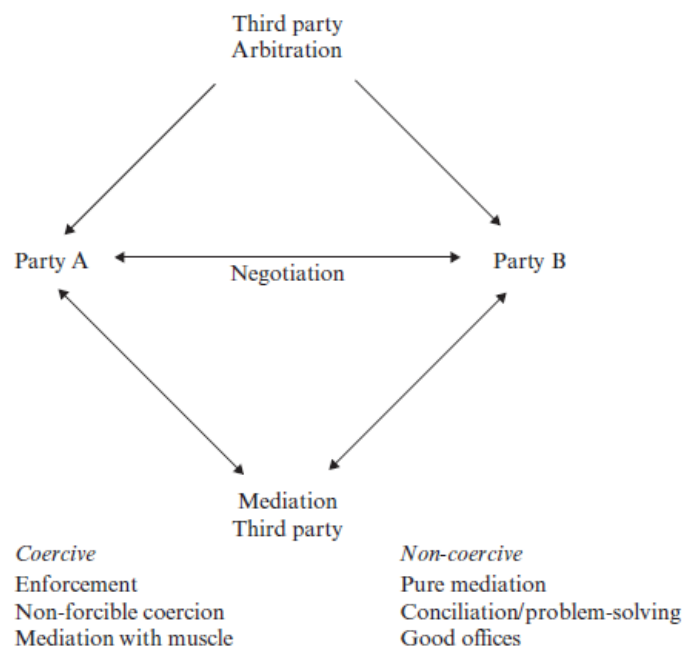 Third party
Arbitration
Party A
Negotiation
Party B
Mediation
Third party
Coercive
Non-coercive
Enforcement
Pure mediation
Non-forcible coercion
Conciliation/problem-solving
Mediation with muscle
Good offices